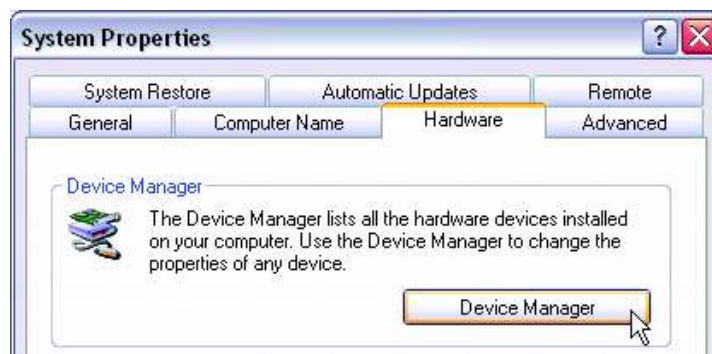 System Properties
?
System Restore Automatic Updates Remote
General Computer Name Hardware Advanced
Device Manager
The Device Manager lists all the hardware devices installed
on your computer. Use the Device Manager to change the
properties of any device.
Device Manager